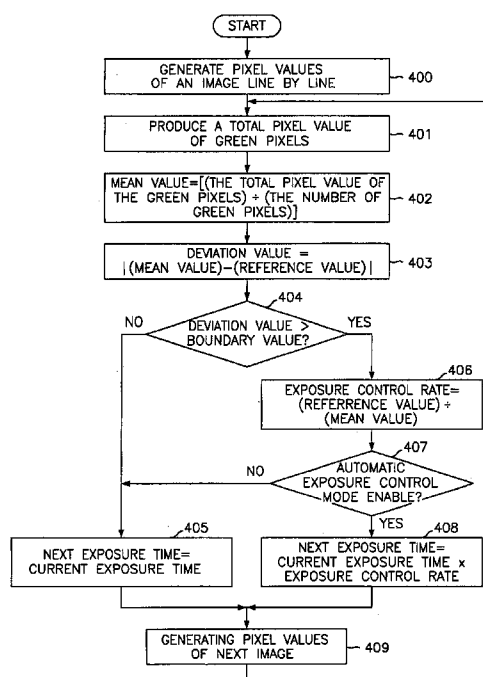 START
GENERATE PIXEL VALUES
OF AN IMAGE LINE BY LINE
400
PRODUCE A TOTAL PIXEL VALUE
OF GREEN PIXELS
401
MEAN VALUE=[(THE TOTAL PIXEL VALUE OF
THE GREEN PIXELS) ÷ (THE NUMBER OF
GREEN PIXELS)]
402
DEVIATION VALUE =
|(MEAN VALUE)-(REFERENCE VALUE)|
403
404
NO
DEVIATION VALUE >
BOUNDARY VALUE?
YES
406
EXPOSURE CONTROL RATE=
(REFERRENCE VALUE) ÷
(MEAN VALUE)
407
NO
AUTOMATIC
EXPOSURE CONTROL
MODE ENABLE?
YES
405
NEXT EXPOSURE TIME=
CURRENT EXPOSURE TIME
408
NEXT EXPOSURE TIME=
CURRENT EXPOSURE TIME ×
EXPOSURE CONTROL RATE
GENERATING PIXEL VALUES
OF NEXT IMAGE
409